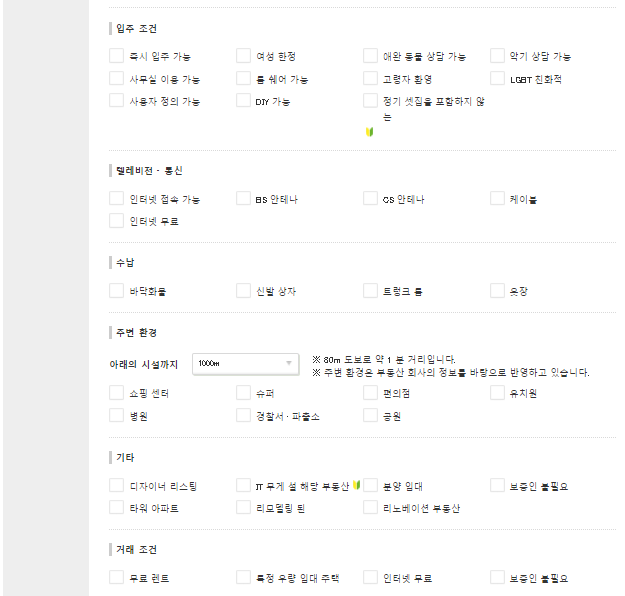 입주 조건
즉시 입주 가능 여성 한정 애완 동물 상담 가능 악기 상담 가능
사무실 이용 가능 룸 쉐어 가능 고령자 환영 LGBT 친화적
사용자 정의 가능 DIY 가능 정기 셋집을 포함하지 않
는
텔레비전 · 통신
인터넷 접속 가능 BS 안테나 CS 안테나 케이블
인터넷 무료
수납
바닥화물 신발 상자 트렁크 룸 옷장
주변 환경
아래의 시설까지 1000m ※ 80m 도보로 약 1 분 거리입니다.
※ 주변 환경은 부동산 회사의 정보를 바탕으로 반영하고 있습니다.
쇼핑 센터 슈퍼 편의점 유치원
병원 경찰서 · 파출소 공원
기타
디자이너 리스팅 IT 무게 설 해당 부동산 분양 임대 보증인 불필요
타워 아파트 리모델링 된 리노베이션 부동산
거래 조건
무료 렌트 특정 우량 임대 주택 인터넷 무료 보증인 불필요